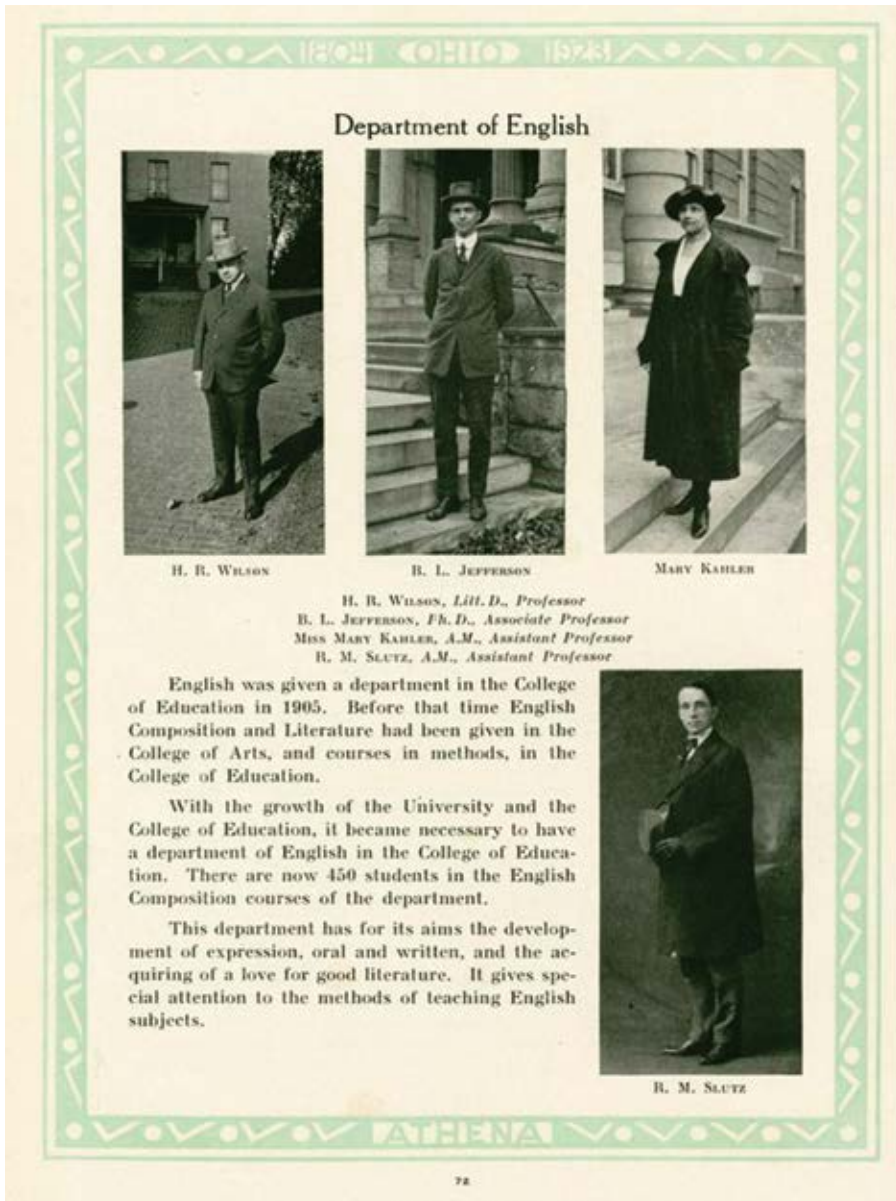 1804 OHIO 1923
Department of English
H. R. WILSON
B. L. JEFFERSON
MARY KAHLER
H. R. WILSON, Litt. D., Professor
B. L. JEFFERSON, Ph. D., Associate Professor
MISS MARY KAHLER, A.M., Assistant Professor
R. M. SLUTZ, A.M., Assistant Professor
English was given a department in the College
of Education in 1905. Before that time English
Composition and Literature had been given in the
College of Arts, and courses in methods, in the
College of Education.
With the growth of the University and the
College of Education, it became necessary to have
a department of English in the College of Educa-
tion. There are now 450 students in the English
Composition courses of the department.
This department has for its aims the develop-
ment of expression, oral and written, and the ac-
quiring of a love for good literature. It gives spe-
cial attention to the methods of teaching English
subjects.
R. M. SLUTZ
ATHENA
72